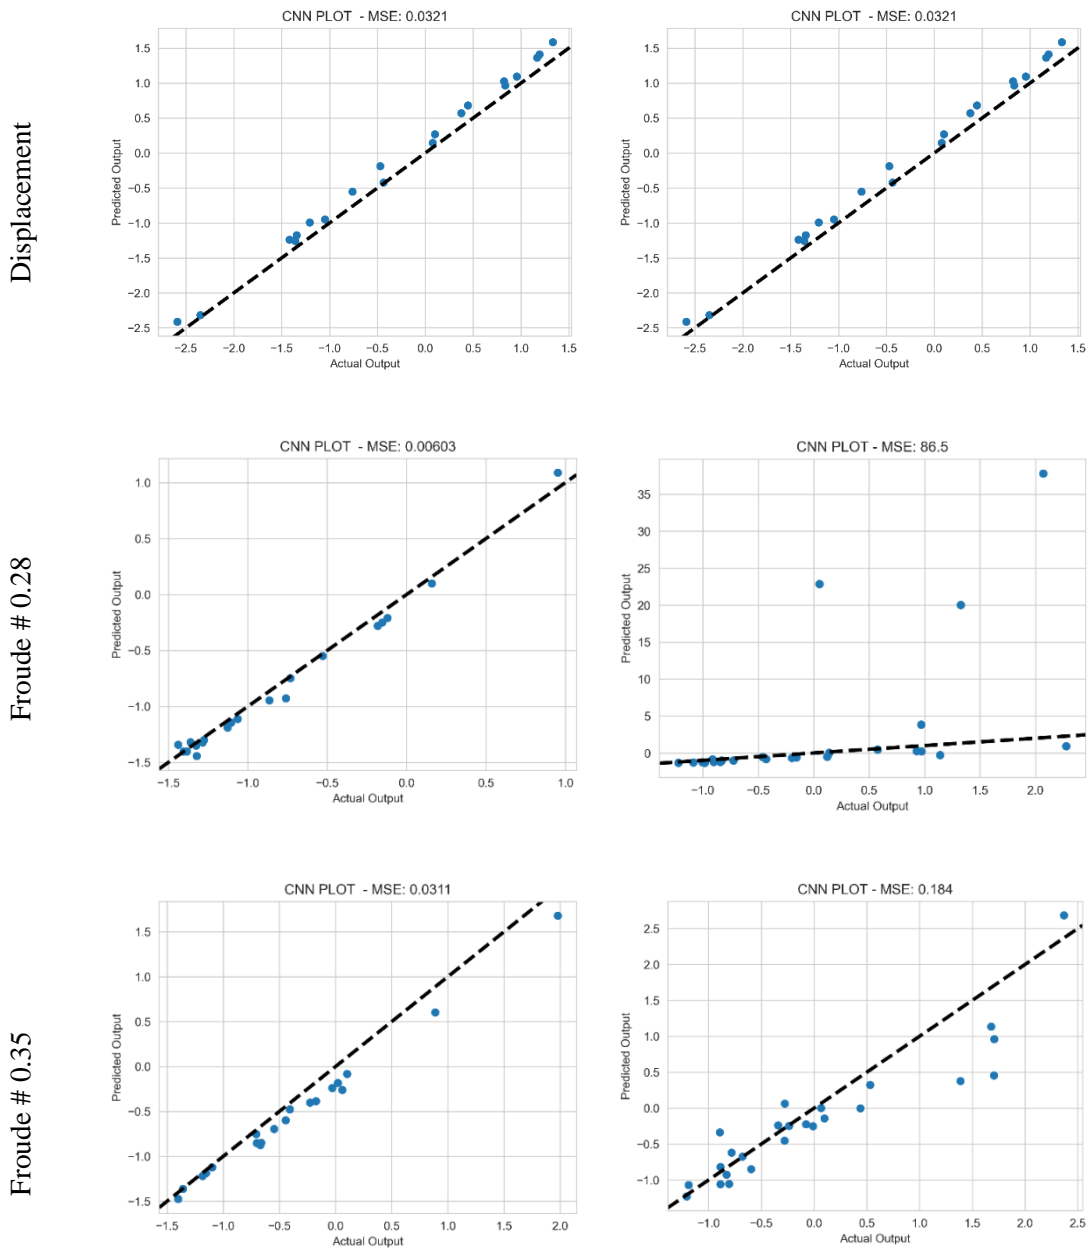 Displacement
CNN PLOT - MSE: 0.0321
Predicted Output
1.5
1.0
0.5
0.0
−0.5
−1.0
−1.5
−2.0
−2.5
−2.5 −2.0 −1.5 −1.0 −0.5 0.0 0.5 1.0 1.5
Actual Output
CNN PLOT - MSE: 0.0321
Predicted Output
1.5
1.0
0.5
0.0
−0.5
−1.0
−1.5
−2.0
−2.5
−2.5 −2.0 −1.5 −1.0 −0.5 0.0 0.5 1.0 1.5
Actual Output
Froude # 0.28
CNN PLOT - MSE: 0.00603
Predicted Output
1.0
0.5
0.0
−0.5
−1.0
−1.5
−1.5 −1.0 −0.5 0.0 0.5 1.0
Actual Output
CNN PLOT - MSE: 86.5
Predicted Output
35
30
25
20
15
10
5
0
−1.0 −0.5 0.0 0.5 1.0 1.5 2.0
Actual Output
Froude # 0.35
CNN PLOT - MSE: 0.0311
Predicted Output
1.5
1.0
0.5
0.0
−0.5
−1.0
−1.5
−1.5 −1.0 −0.5 0.0 0.5 1.0 1.5 2.0
Actual Output
CNN PLOT - MSE: 0.184
Predicted Output
2.5
2.0
1.5
1.0
0.5
0.0
−0.5
−1.0
−1.0 −0.5 0.0 0.5 1.0 1.5 2.0 2.5
Actual Output